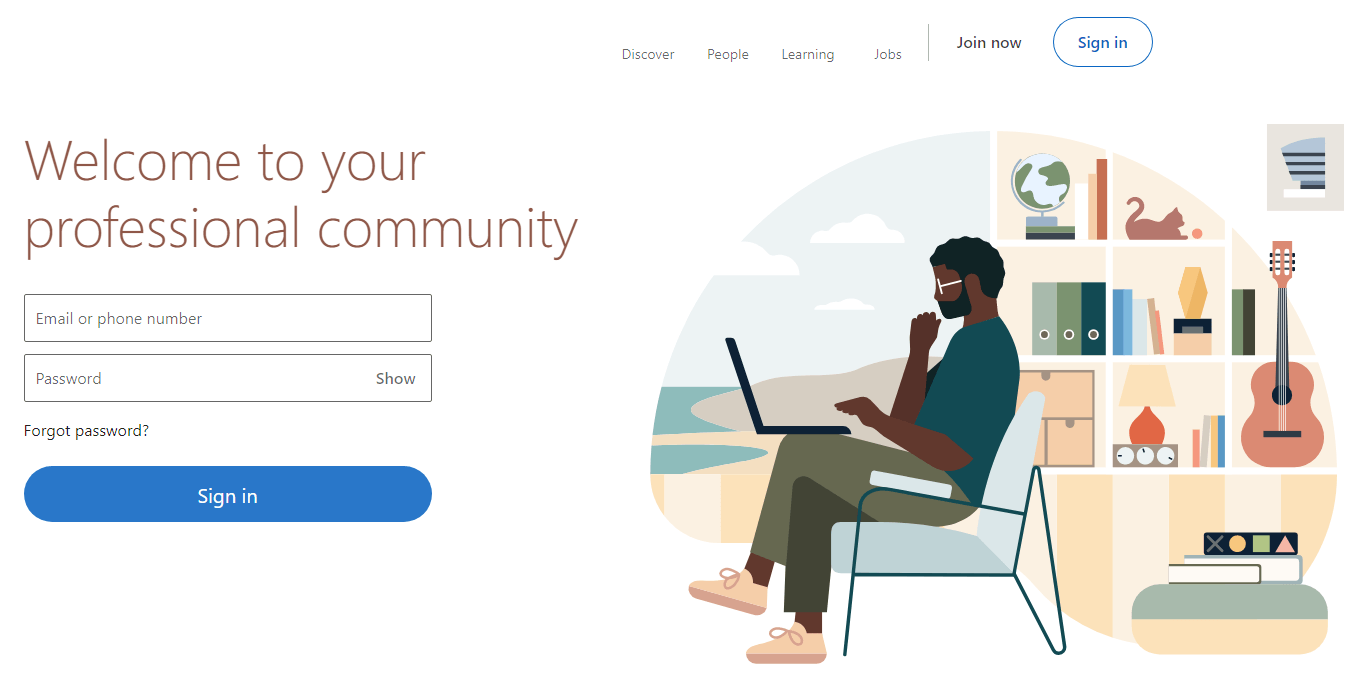 Discover People Learning Jobs Join now Sign in
Welcome to your
professional community
Email or phone number
Password Show
Forgot password?
Sign in